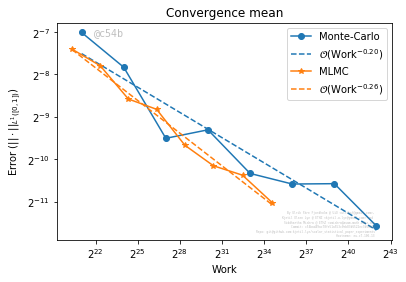 Convergence mean
@c54b
Monte-Carlo
𝒪(Work^−0.20)
MLMC
𝒪(Work^−0.26)
Error (||·||_L¹([0,1]))
2^−7
2^−8
2^−9
2^−10
2^−11
2^22 2^25 2^28 2^31 2^34 2^37 2^40 2^43
Work